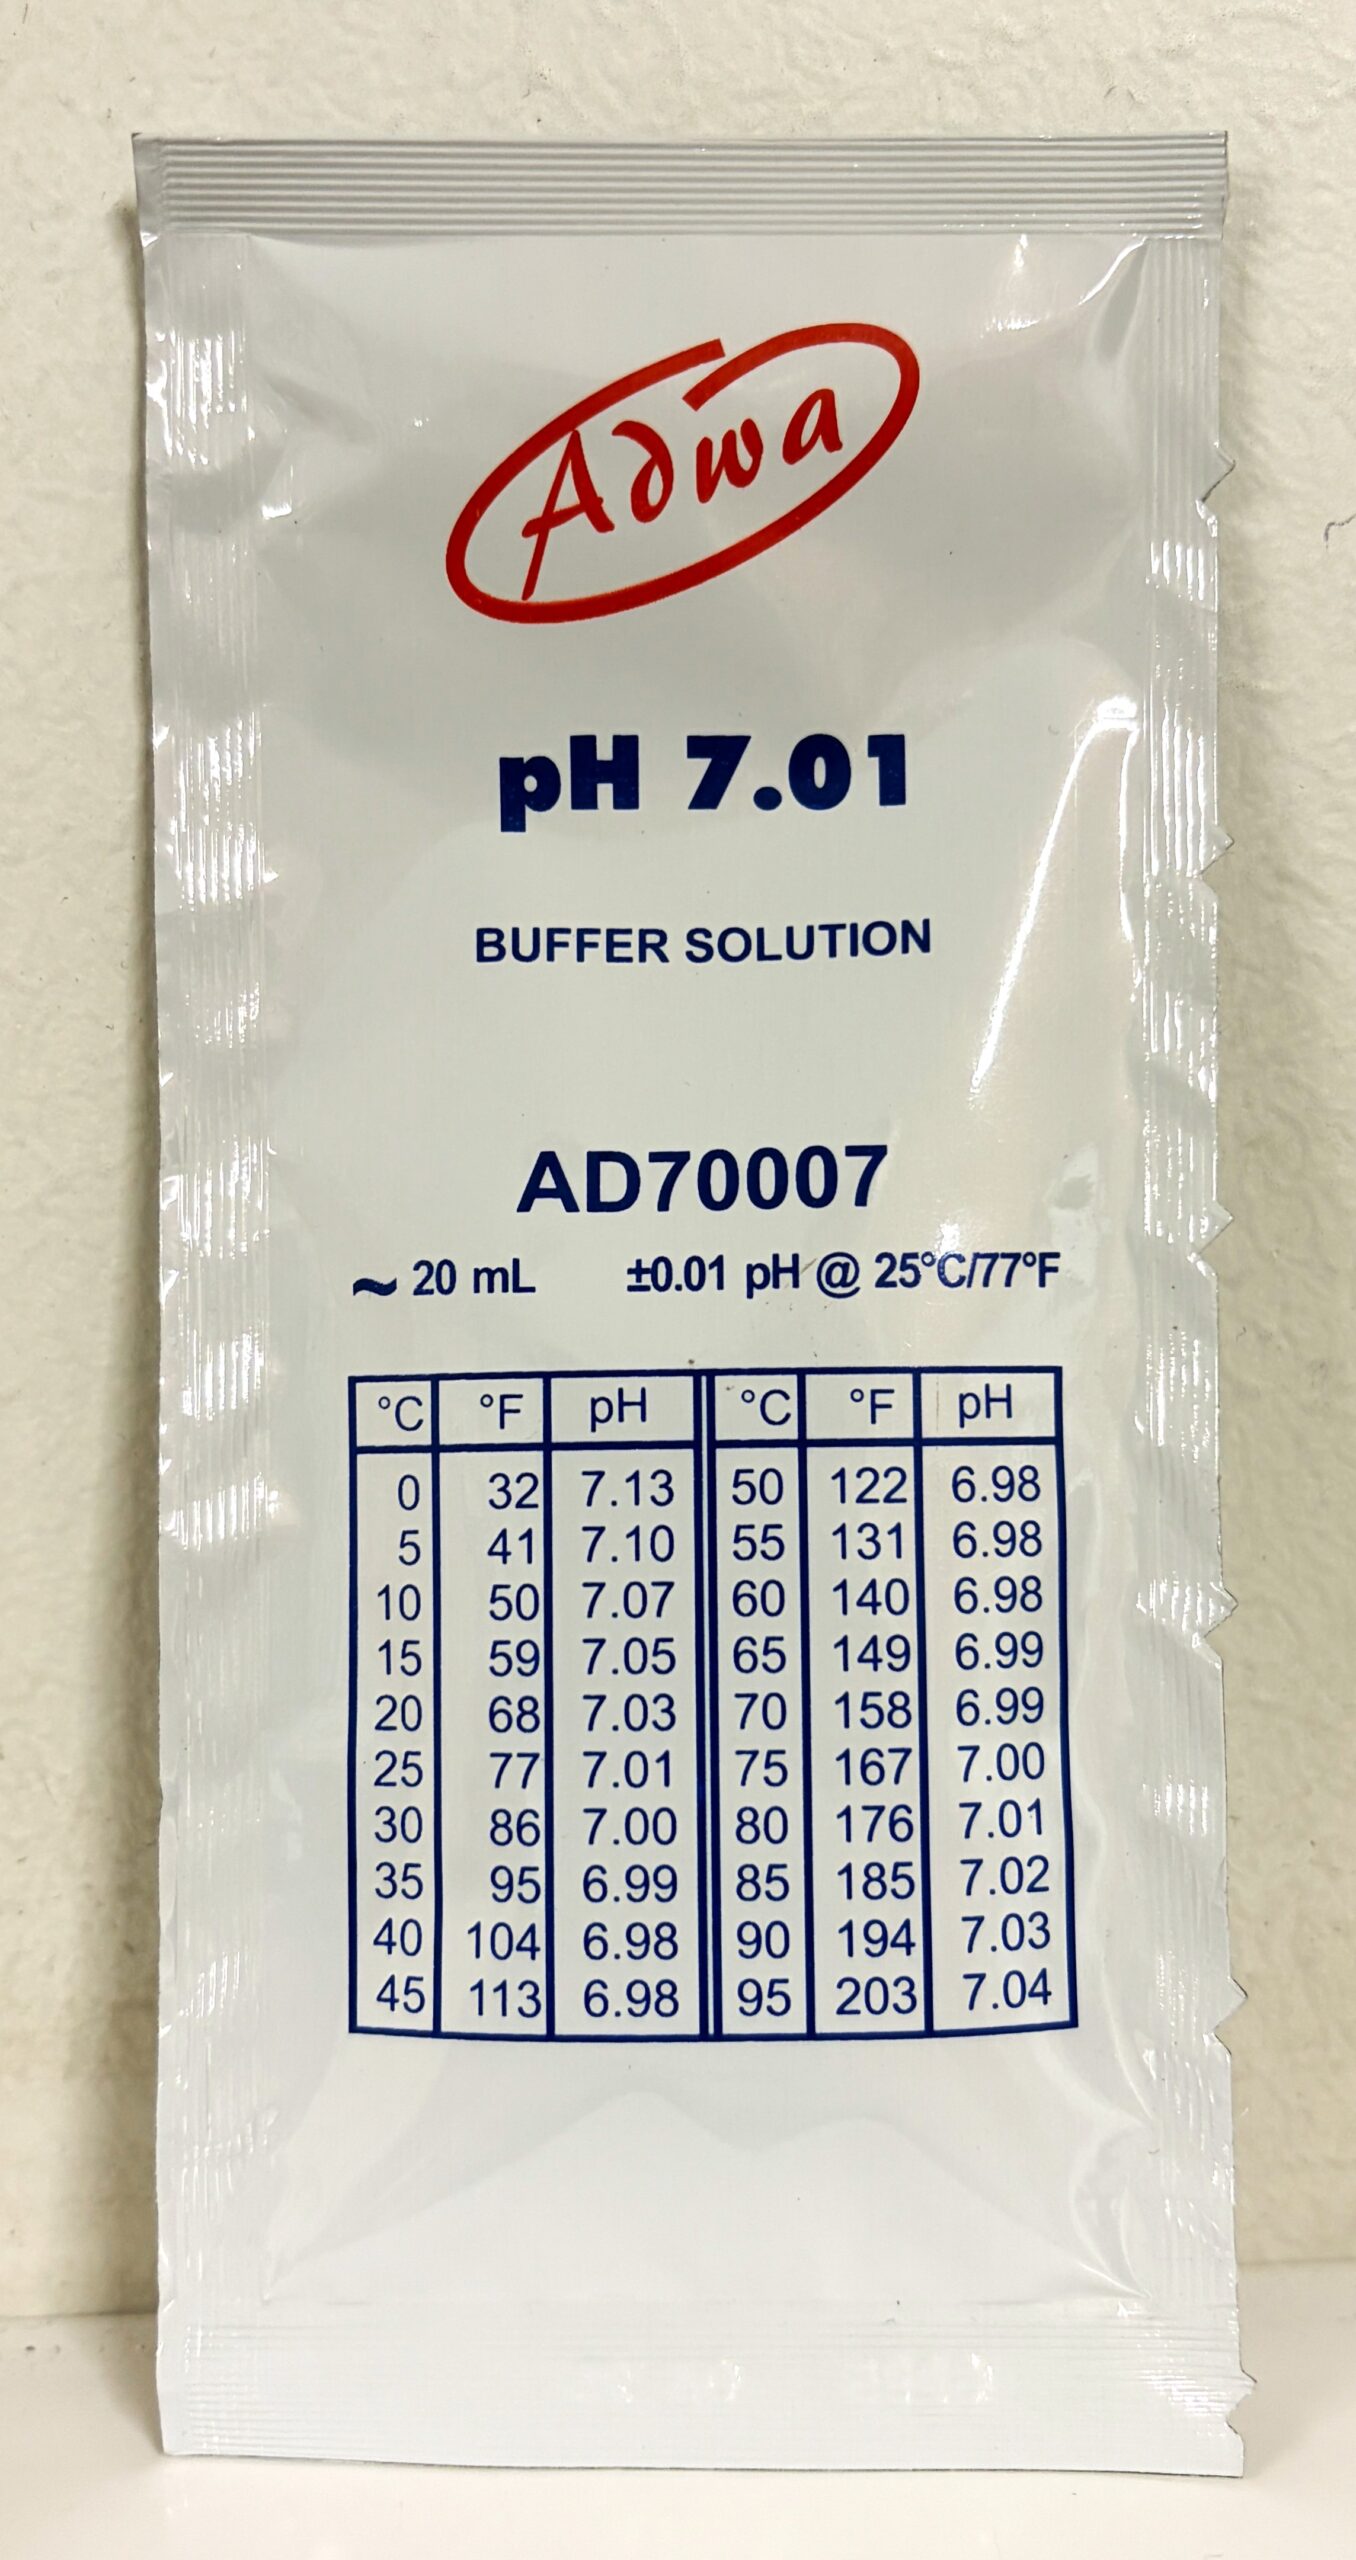 Adwa
pH 7.01
BUFFER SOLUTION
AD70007
~ 20 mL ±0.01 pH @ 25°C/77°F
°C °F pH °C °F pH
0 32 7.13 50 122 6.98
5 41 7.10 55 131 6.98
10 50 7.07 60 140 6.98
15 59 7.05 65 149 6.99
20 68 7.03 70 158 6.99
25 77 7.01 75 167 7.00
30 86 7.00 80 176 7.01
35 95 6.99 85 185 7.02
40 104 6.98 90 194 7.03
45 113 6.98 95 203 7.04